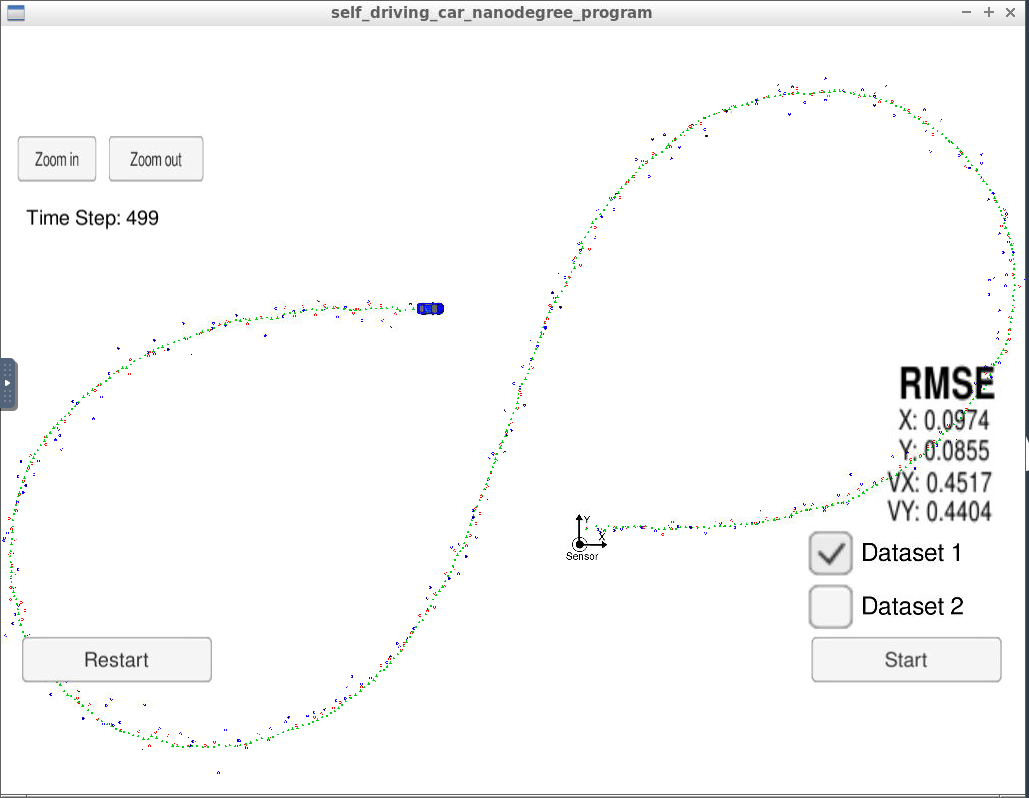 self_driving_car_nanodegree_program
Zoom in
Zoom out
Time Step: 499
RMSE
X: 0.0974
Y: 0.0855
VX: 0.4517
VY: 0.4404
Y
X
Sensor
Dataset 1
Dataset 2
Restart
Start